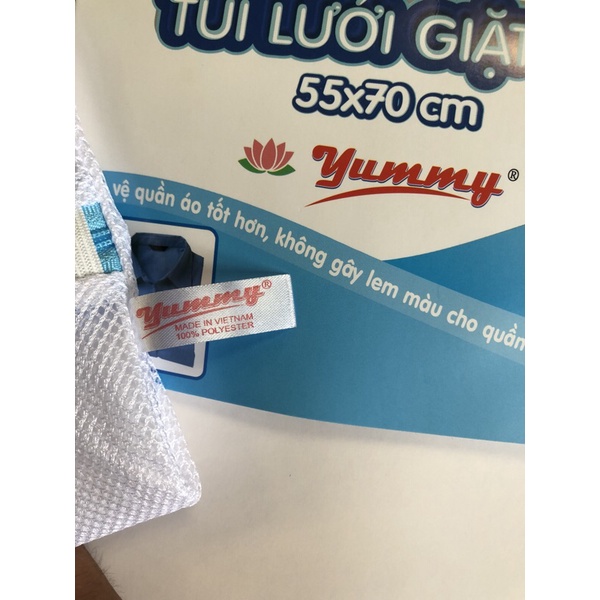 TÚI LƯỚI GIẶT
55x70 cm
yummy®
vệ quần áo tốt hơn, không gây lem màu cho quần
yummy®
MADE IN VIETNAM
100% POLYESTER